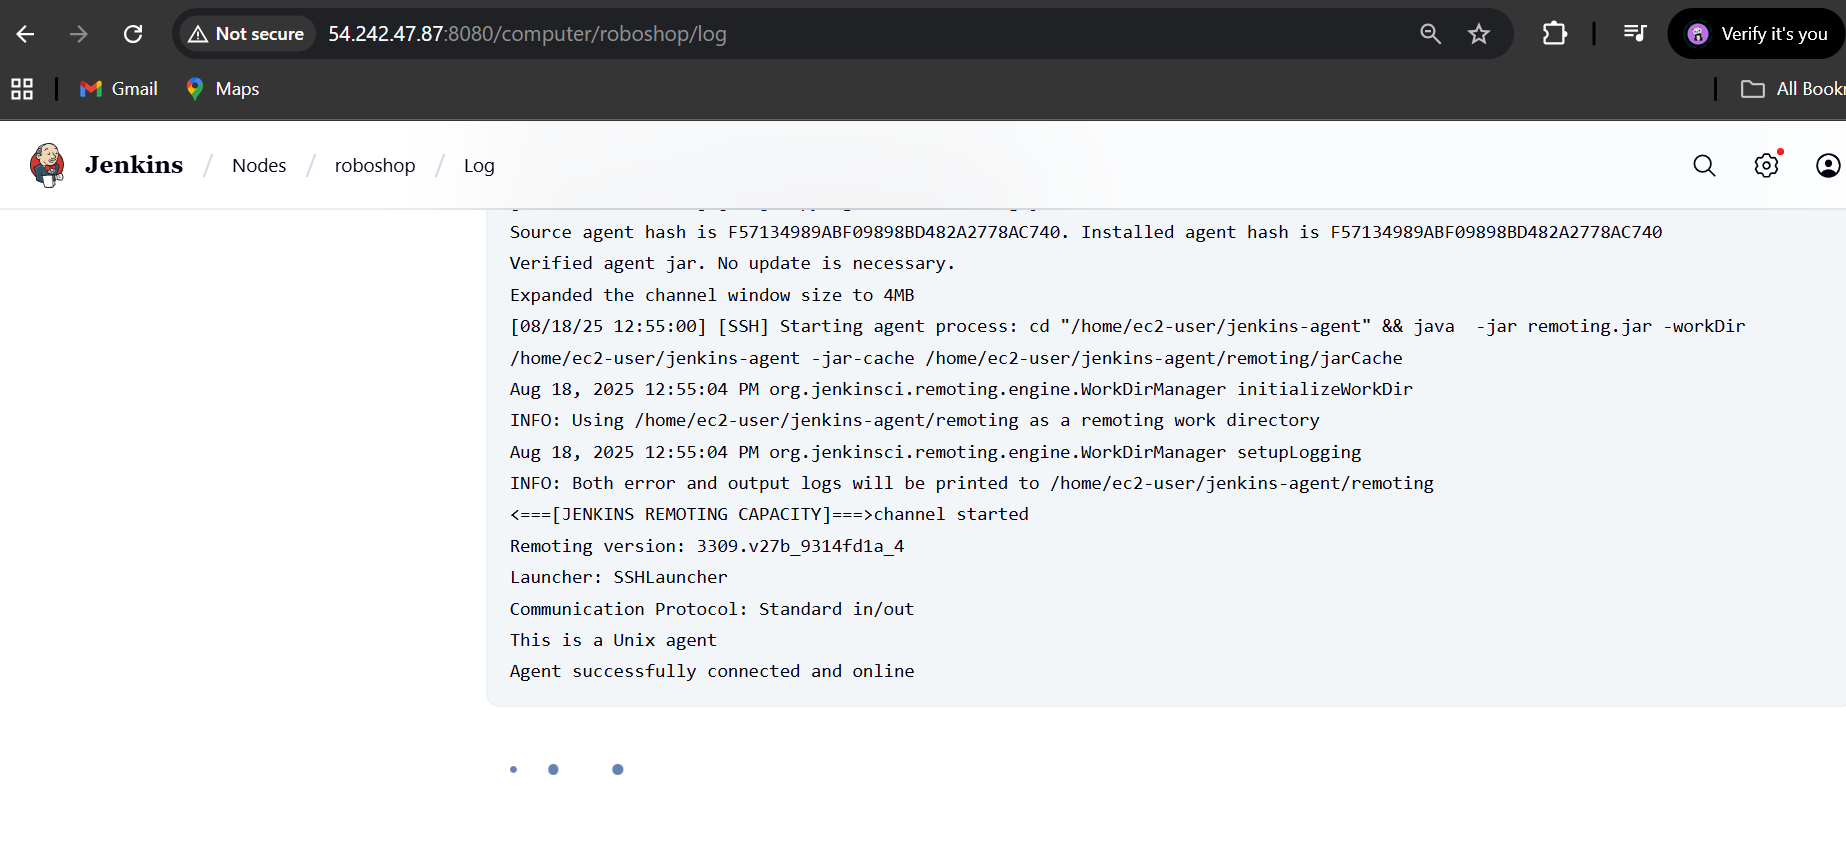 Not secure 54.242.47.87:8080/computer/roboshop/log Verify it's you
Gmail Maps All Book
Jenkins / Nodes / roboshop / Log
Source agent hash is F57134989ABF09898BD482A2778AC740. Installed agent hash is F57134989ABF09898BD482A2778AC740
Verified agent jar. No update is necessary.
Expanded the channel window size to 4MB
[08/18/25 12:55:00] [SSH] Starting agent process: cd "/home/ec2-user/jenkins-agent" && java  -jar remoting.jar -workDir
/home/ec2-user/jenkins-agent -jar-cache /home/ec2-user/jenkins-agent/remoting/jarCache
Aug 18, 2025 12:55:04 PM org.jenkinsci.remoting.engine.WorkDirManager initializeWorkDir
INFO: Using /home/ec2-user/jenkins-agent/remoting as a remoting work directory
Aug 18, 2025 12:55:04 PM org.jenkinsci.remoting.engine.WorkDirManager setupLogging
INFO: Both error and output logs will be printed to /home/ec2-user/jenkins-agent/remoting
<===[JENKINS REMOTING CAPACITY]===>channel started
Remoting version: 3309.v27b_9314fd1a_4
Launcher: SSHLauncher
Communication Protocol: Standard in/out
This is a Unix agent
Agent successfully connected and online